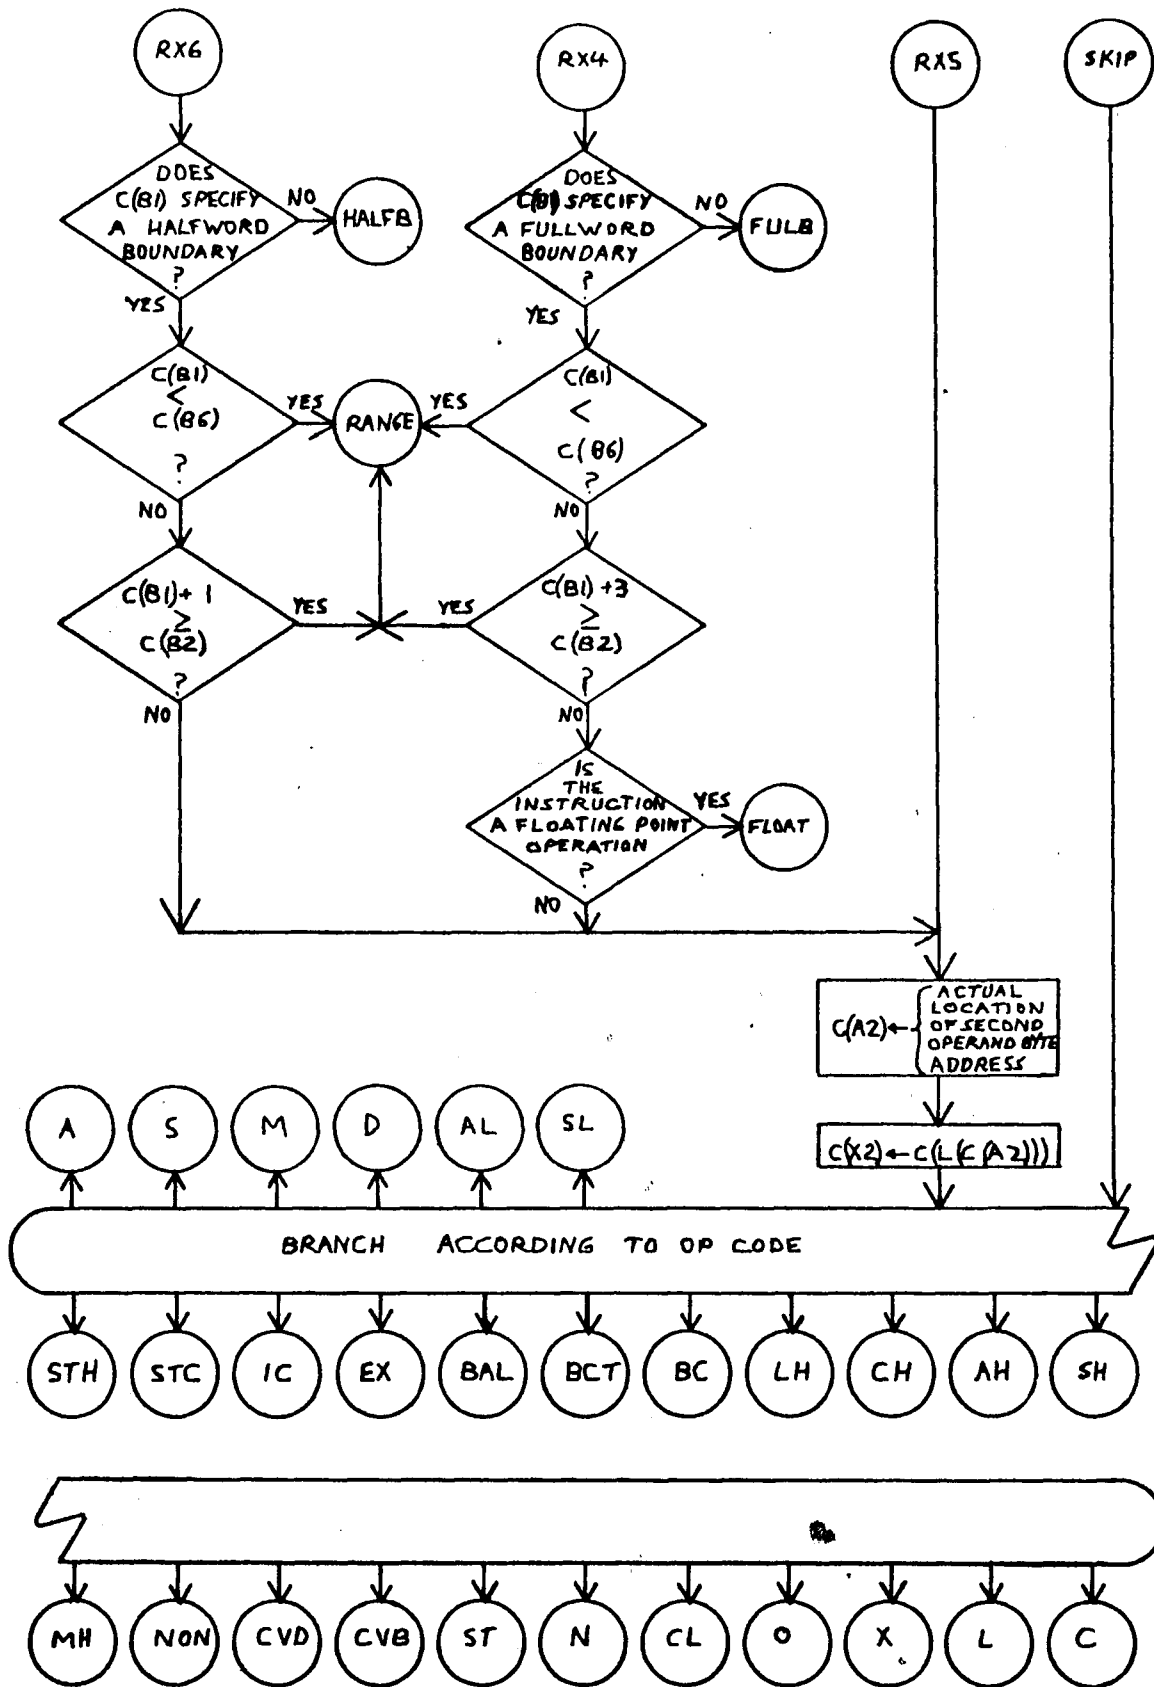 RX6
RX4
RX5
SKIP
DOES
C(B1) SPECIFY
A HALFWORD
BOUNDARY
?
NO
HALFB
YES
DOES
C(B1) SPECIFY
A FULLWORD
BOUNDARY
?
NO
FULB
YES
C(B1)
<
C(B6)
?
YES
RANGE
YES
NO
C(B1)
<
C(B6)
?
NO
C(B1)+ 1
≥
C(B2)
?
YES
YES
NO
C(B1) +3
≥
C(B2)
?
NO
IS
THE
INSTRUCTION
A FLOATING POINT
OPERATION
?
YES
FLOAT
NO
C(A2)← { ACTUAL
LOCATION
OF SECOND
OPERAND BYTE
ADDRESS
C(X2)←C(L(C(A2)))
A S M D AL SL
BRANCH ACCORDING TO OP CODE
STH STC IC EX BAL BCT BC LH CH AH SH
MH NON CVD CVB ST N CL O X L C